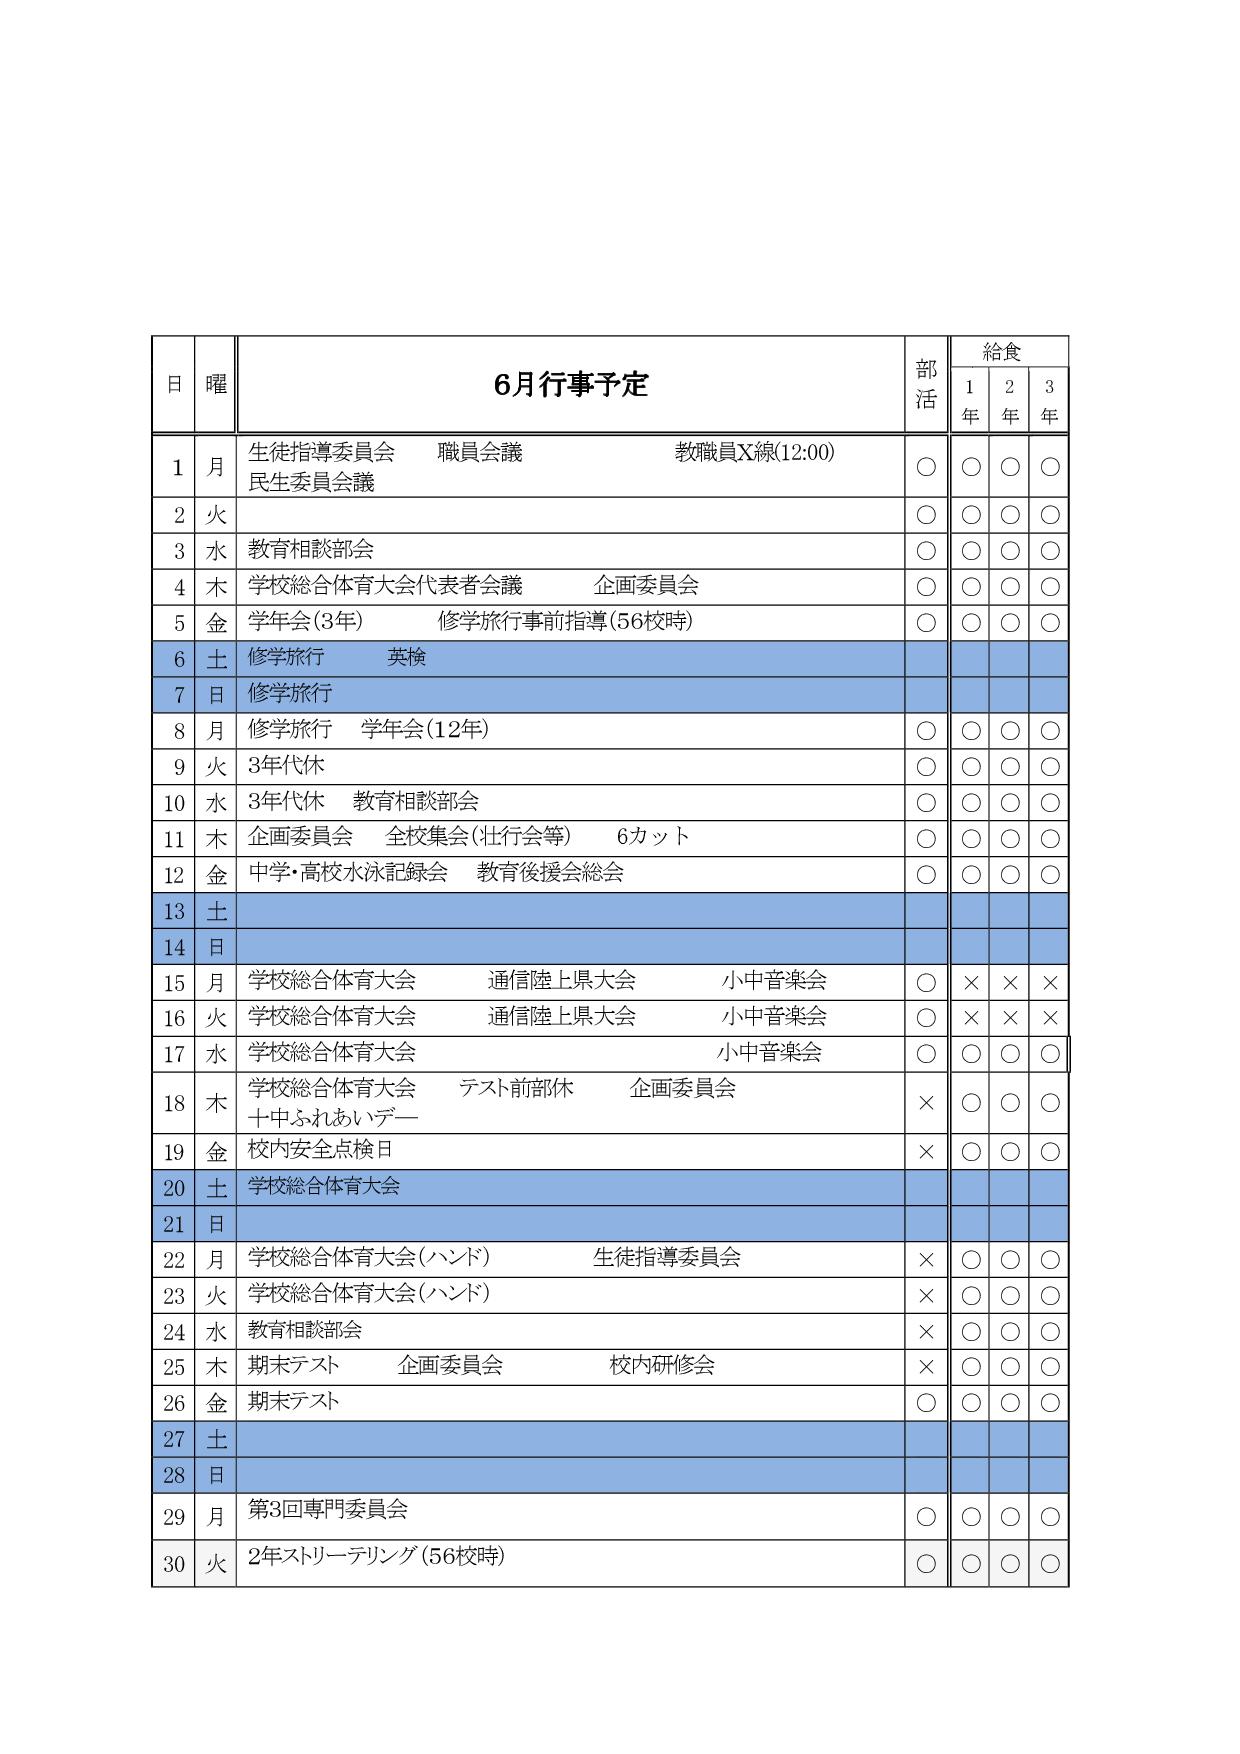 日 曜 6月行事予定 部活 給食
1年 2年 3年
1 月 生徒指導委員会 職員会議 教職員X線(12:00) ○ ○ ○ ○
民生委員会議
2 火 ○ ○ ○ ○
3 水 教育相談部会 ○ ○ ○ ○
4 木 学校総合体育大会代表者会議 企画委員会 ○ ○ ○ ○
5 金 学年会(3年) 修学旅行事前指導(56校時) ○ ○ ○ ○
6 土 修学旅行 英検
7 日 修学旅行
8 月 修学旅行 学年会(12年) ○ ○ ○ ○
9 火 3年代休 ○ ○ ○ ○
10 水 3年代休 教育相談部会 ○ ○ ○ ○
11 木 企画委員会 全校集会(壮行会等) 6カット ○ ○ ○ ○
12 金 中学・高校水泳記録会 教育後援会総会 ○ ○ ○ ○
13 土
14 日
15 月 学校総合体育大会 通信陸上県大会 小中音楽会 ○ × × ×
16 火 学校総合体育大会 通信陸上県大会 小中音楽会 ○ × × ×
17 水 学校総合体育大会 小中音楽会 ○ ○ ○ ○
18 木 学校総合体育大会 テスト前部休 企画委員会 × ○ ○ ○
十中ふれあいデー
19 金 校内安全点検日 × ○ ○ ○
20 土 学校総合体育大会
21 日
22 月 学校総合体育大会(ハンド) 生徒指導委員会 × ○ ○ ○
23 火 学校総合体育大会(ハンド) × ○ ○ ○
24 水 教育相談部会 × ○ ○ ○
25 木 期末テスト 企画委員会 校内研修会 × ○ ○ ○
26 金 期末テスト ○ ○ ○ ○
27 土
28 日
29 月 第3回専門委員会 ○ ○ ○ ○
30 火 2年ストリーテリング(56校時) ○ ○ ○ ○